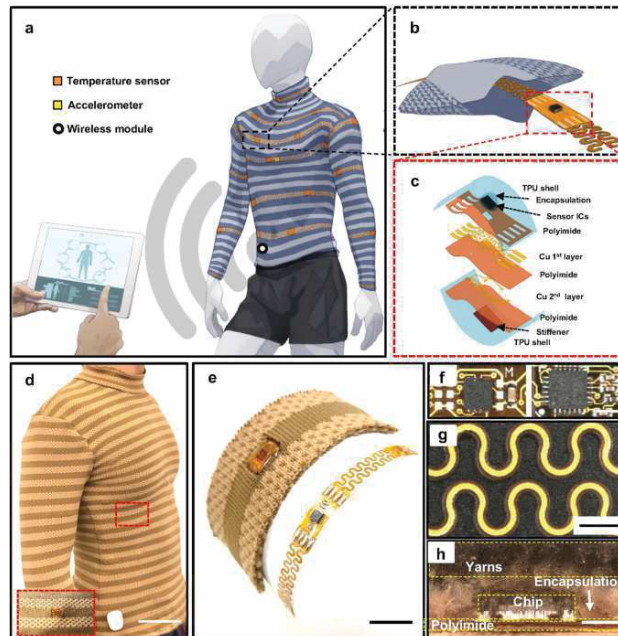 a
Temperature sensor
Accelerometer
Wireless module
b
c
TPU shell
Encapsulation
Sensor ICs
Polyimide
Cu 1st layer
Polyimide
Cu 2nd layer
Polyimide
Stiffener
TPU shell
d
e
f
M
g
h
Yarns
Encapsulation
Chip
Polyimide